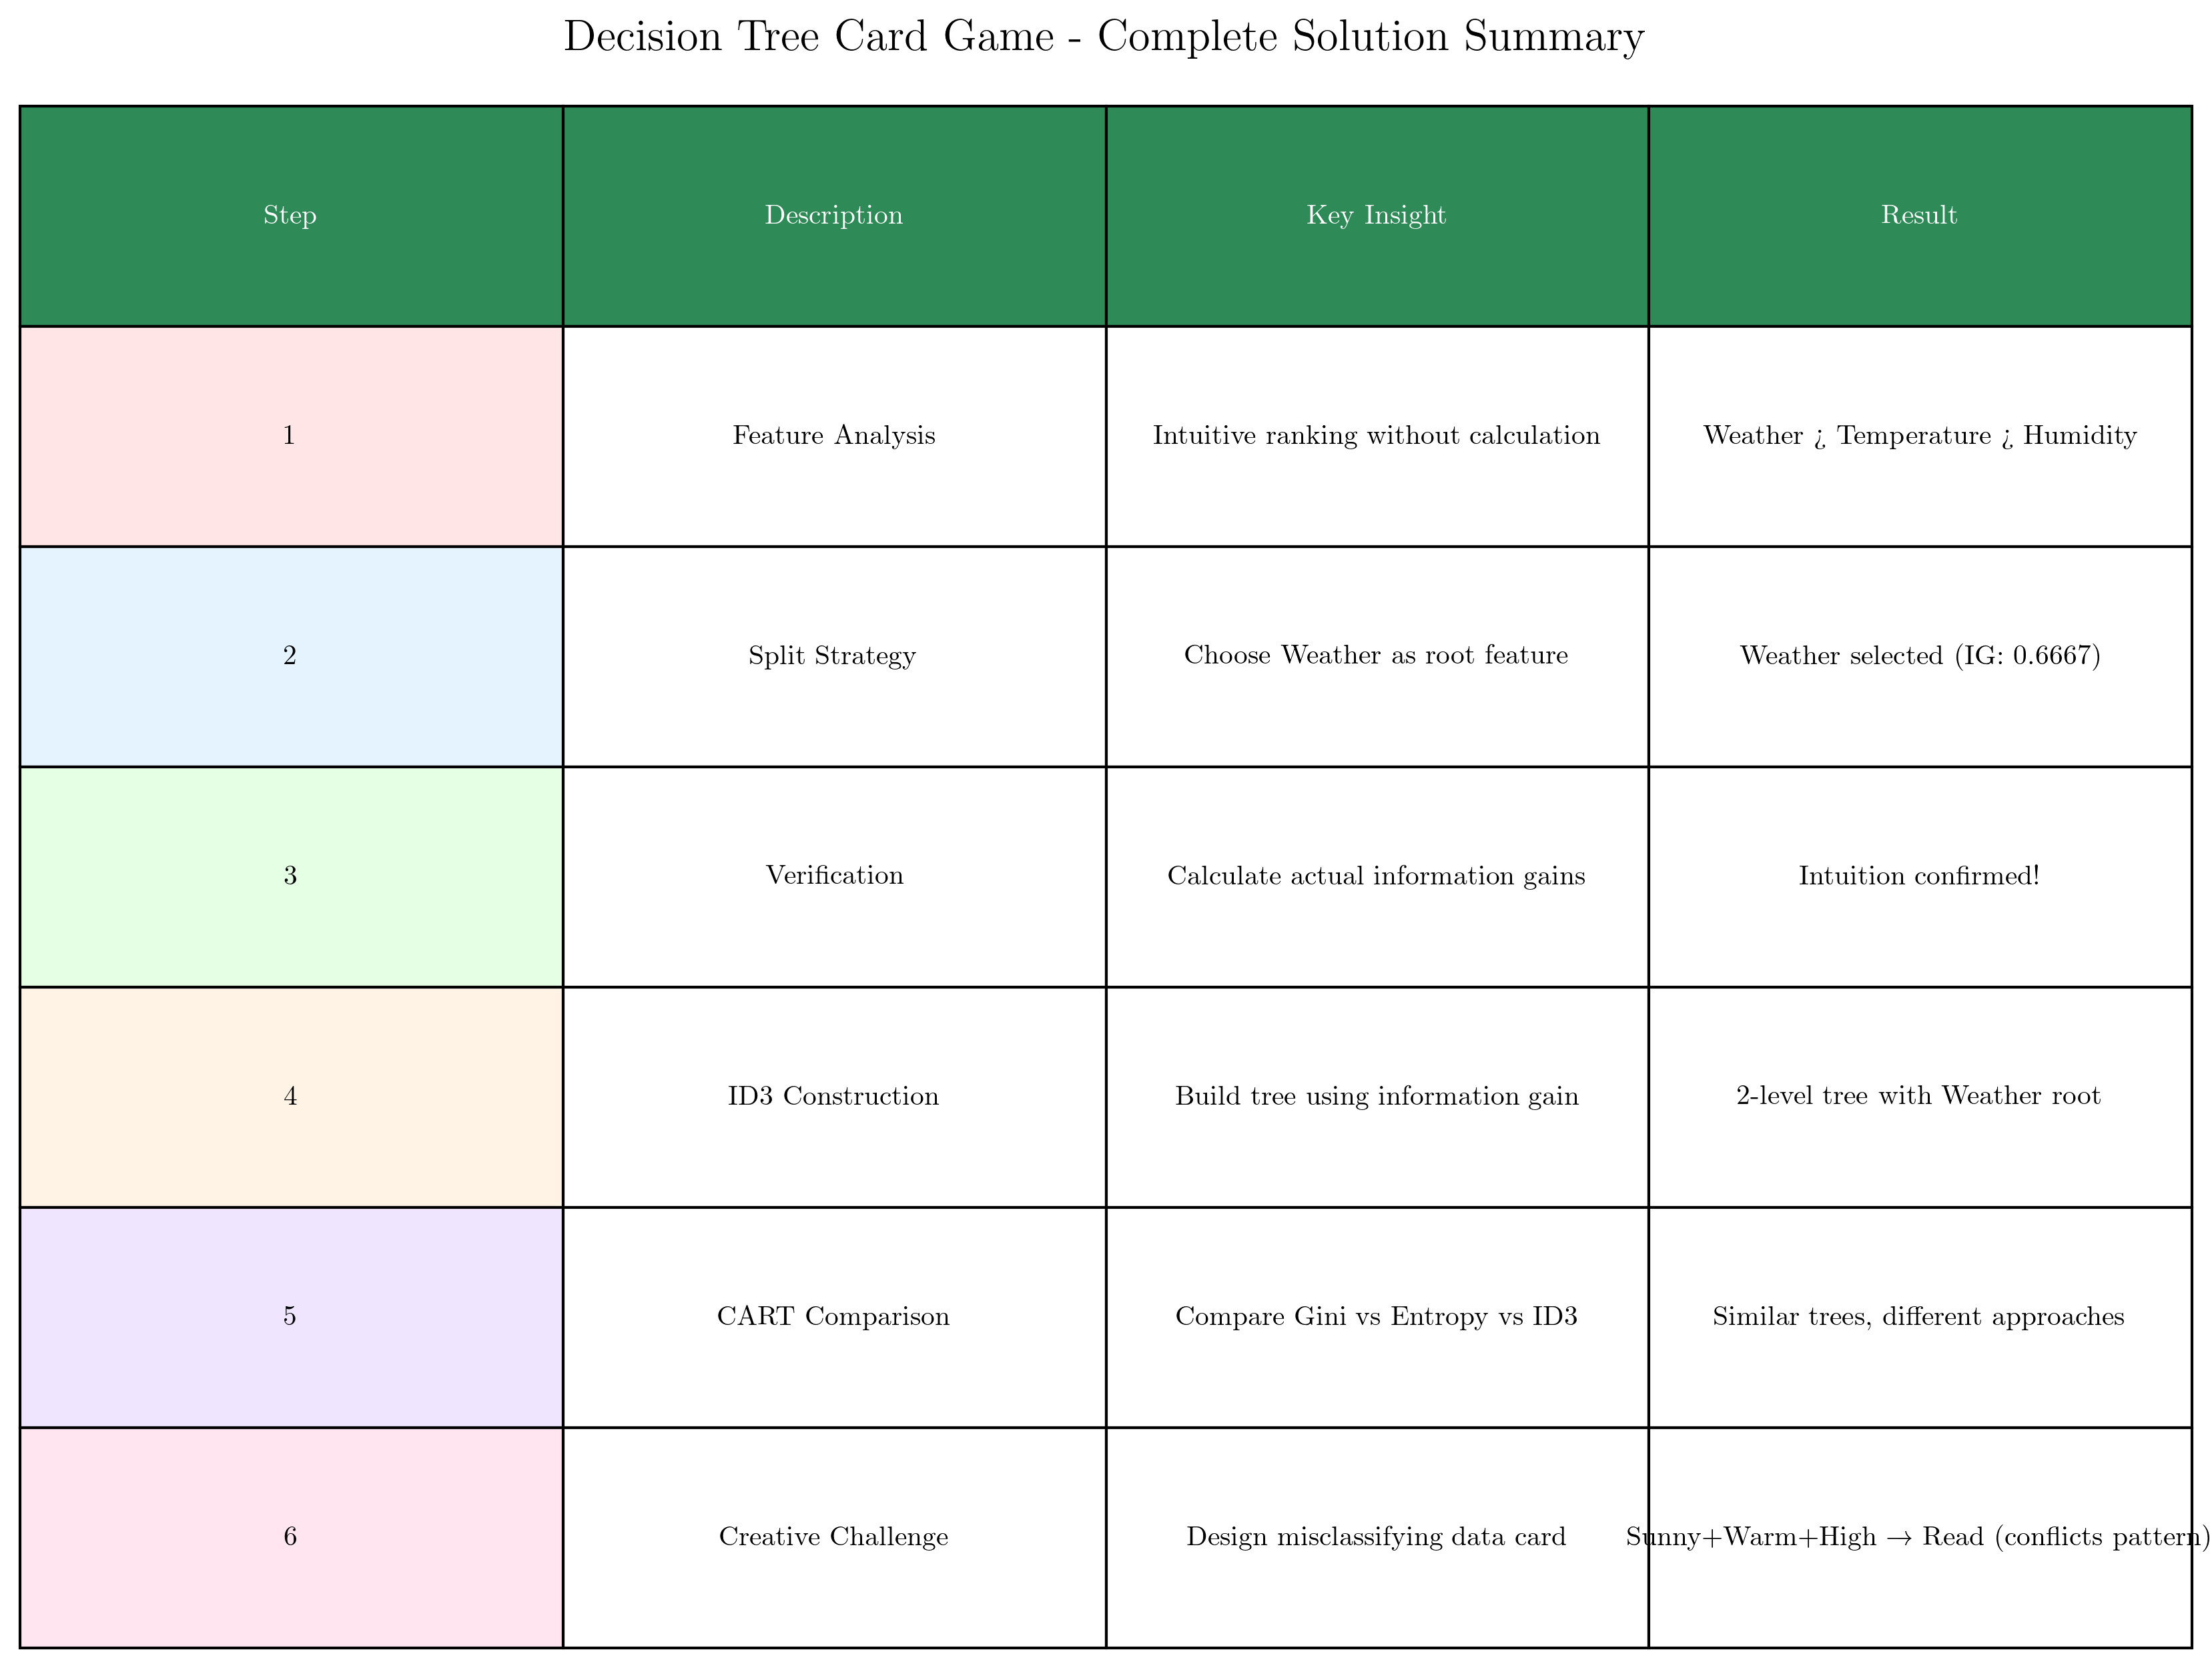 Decision Tree Card Game - Complete Solution Summary
Step Description Key Insight Result
1 Feature Analysis Intuitive ranking without calculation Weather ¿ Temperature ¿ Humidity
2 Split Strategy Choose Weather as root feature Weather selected (IG: 0.6667)
3 Verification Calculate actual information gains Intuition confirmed!
4 ID3 Construction Build tree using information gain 2-level tree with Weather root
5 CART Comparison Compare Gini vs Entropy vs ID3 Similar trees, different approaches
6 Creative Challenge Design misclassifying data card Sunny+Warm+High → Read (conflicts pattern)